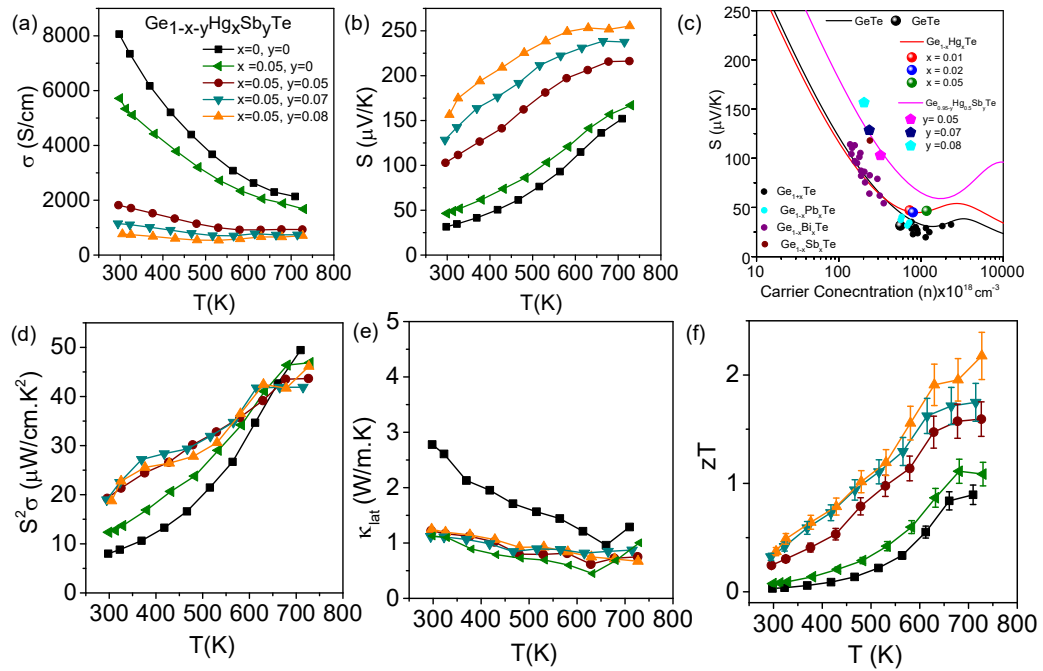 (a)
Ge1-x-yHgxSbyTe
x=0, y=0
x =0.05, y=0
x=0.05, y=0.05
x=0.05, y=0.07
x=0.05, y=0.08
σ (S/cm)
8000
6000
4000
2000
0
300 400 500 600 700 800
T(K)
(b)
S (μV/K)
250
200
150
100
50
0
300 400 500 600 700 800
T(K)
(c)
GeTe
GeTe
Ge1-xHgxTe
x = 0.01
x = 0.02
x = 0.05
Ge0.95-yHg0.5SbyTe
y= 0.05
y =0.07
y =0.08
Ge1+xTe
Ge1-xPbxTe
Ge1-xBixTe
Ge1-xSbxTe
S (μV/K)
250
200
150
100
50
0
10 100 1000 10000
Carrier Conecntration (n)x10^18 cm-3
(d)
S²σ (μW/cm.K²)
50
40
30
20
10
0
300 400 500 600 700 800
T(K)
(e)
κlat (W/m.K)
5
4
3
2
1
0
300 400 500 600 700 800
T(K)
(f)
zT
2
1
0
300 400 500 600 700 800
T (K)